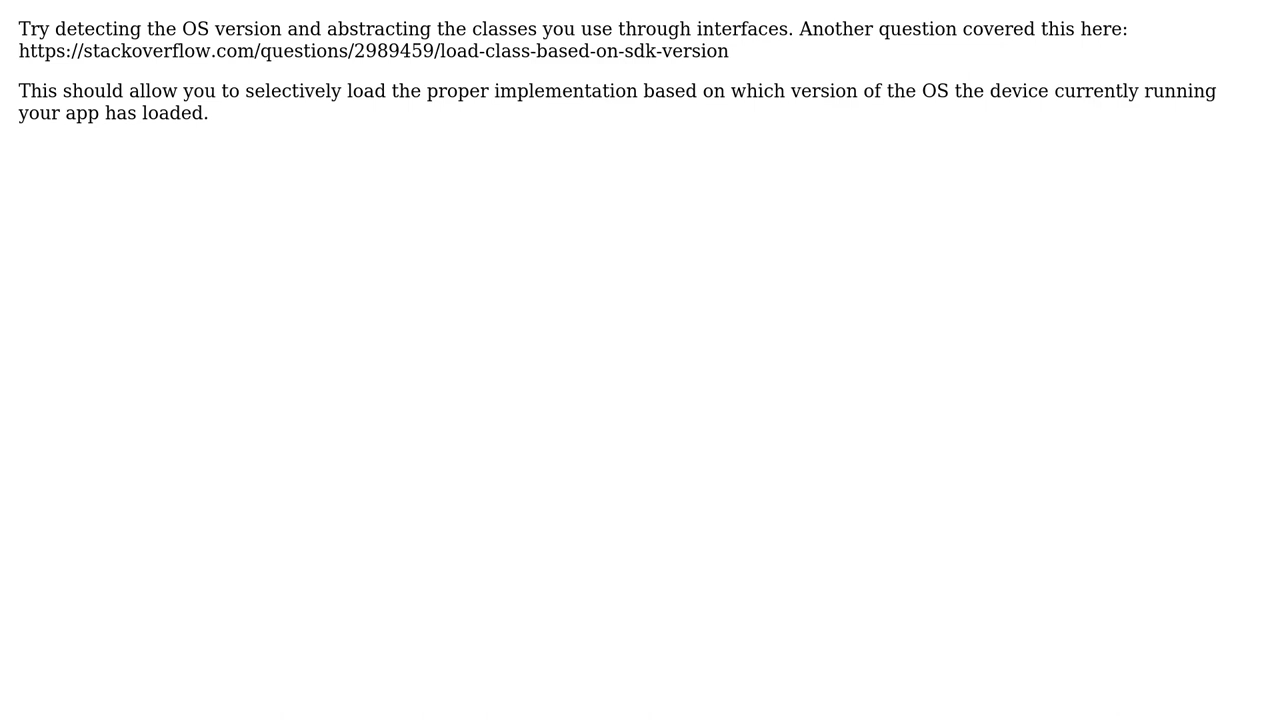 Try detecting the OS version and abstracting the classes you use through interfaces. Another question covered this here:
https://stackoverflow.com/questions/2989459/load-class-based-on-sdk-version
This should allow you to selectively load the proper implementation based on which version of the OS the device currently running
your app has loaded.